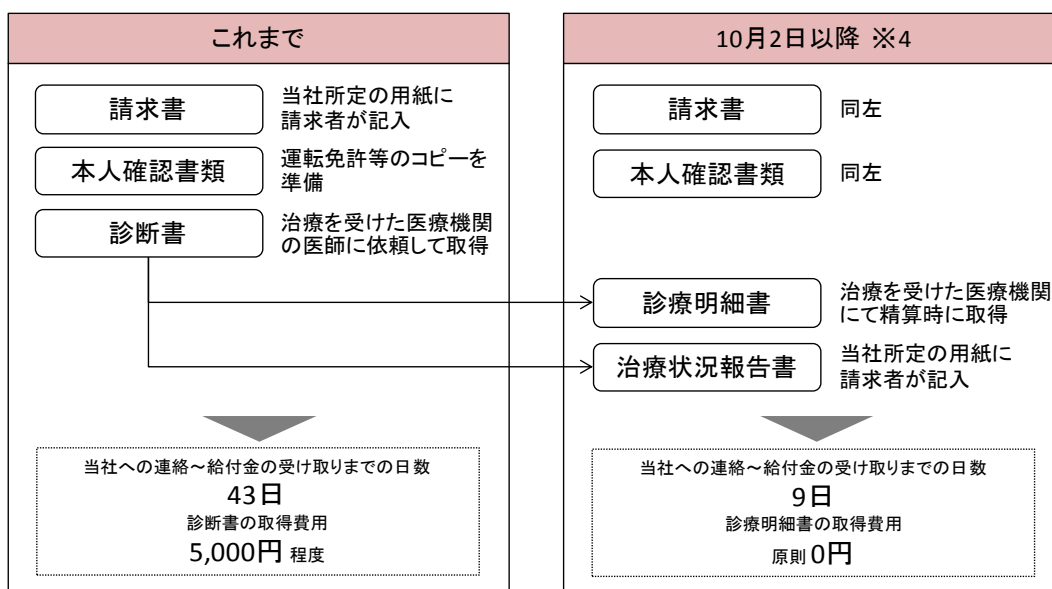 これまで
請求書
当社所定の用紙に
請求者が記入
本人確認書類
運転免許等のコピーを
準備
診断書
治療を受けた医療機関
の医師に依頼して取得
当社への連絡～給付金の受け取りまでの日数
43日
診断書の取得費用
5,000円 程度
10月2日以降 ※4
請求書
同左
本人確認書類
同左
診療明細書
治療を受けた医療機関
にて精算時に取得
治療状況報告書
当社所定の用紙に
請求者が記入
当社への連絡～給付金の受け取りまでの日数
9日
診療明細書の取得費用
原則 0円